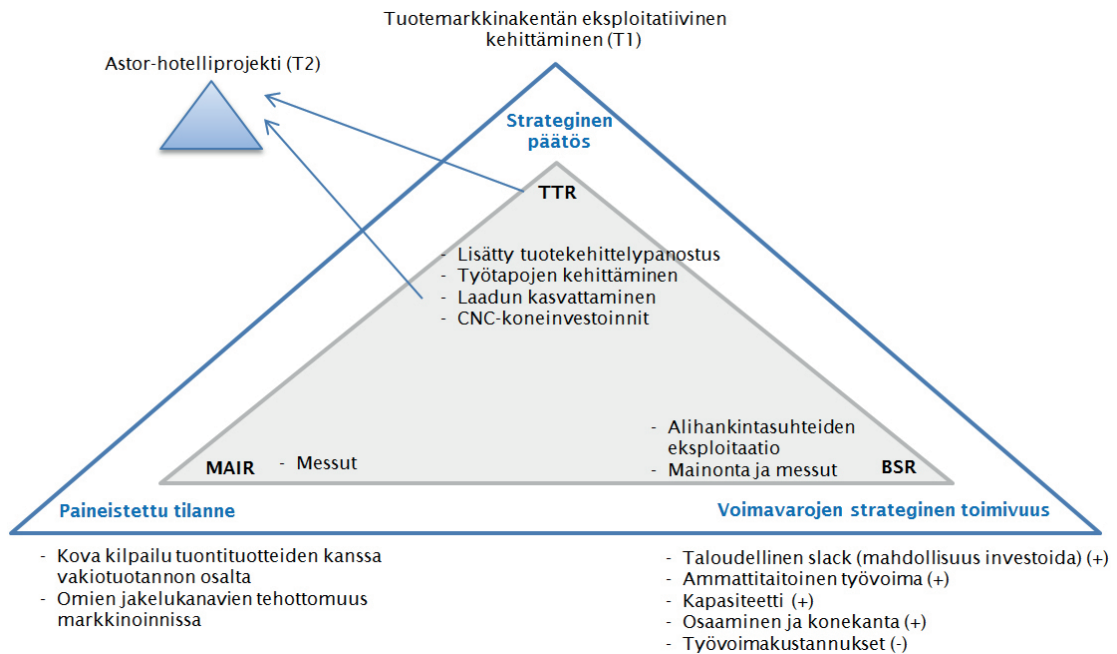 Tuotemarkkinakentän eksploitatiivinen
kehittäminen (T1)
Astor-hotelliprojekti (T2)
Strateginen
päätös
TTR
- Lisätty tuotekehittelypanostus
- Työtapojen kehittäminen
- Laadun kasvattaminen
- CNC-koneinvestoinnit
MAIR
- Messut
- Alihankintasuhteiden
eksploitaatio
- Mainonta ja messut
BSR
Paineistettu tilanne
Voimavarojen strateginen toimivuus
- Kova kilpailu tuontituotteiden kanssa
vakiotuotannon osalta
- Omien jakelukanavien tehottomuus
markkinoinnissa
- Taloudellinen slack (mahdollisuus investoida) (+)
- Ammattitaitoinen työvoima (+)
- Kapasiteetti (+)
- Osaaminen ja konekanta (+)
- Työvoimakustannukset (-)